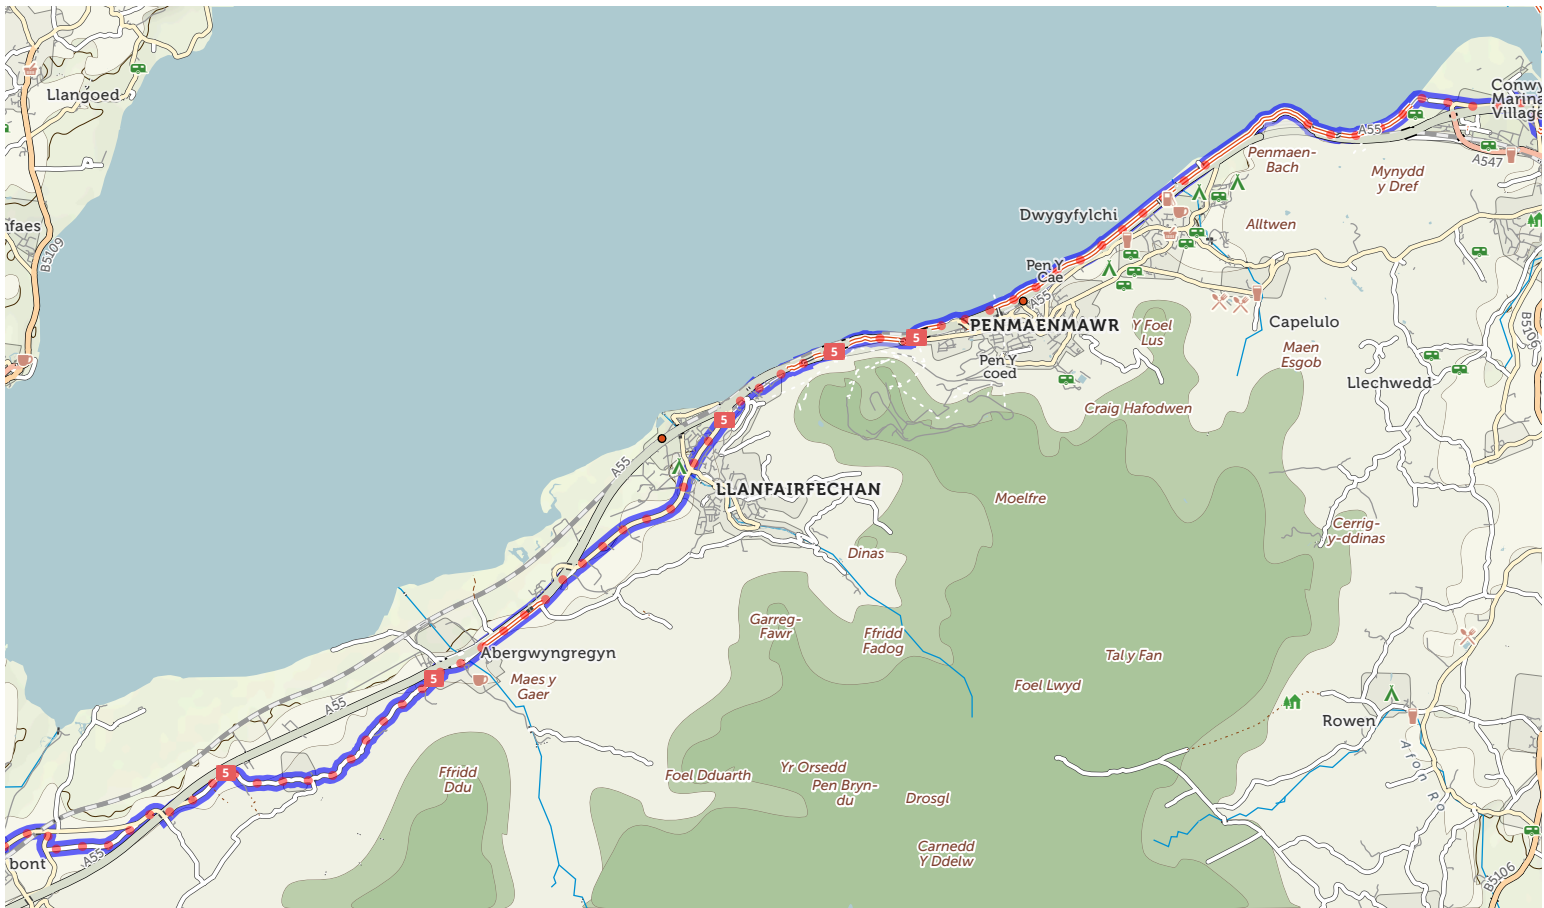 Llangoed
Conwy
Marina
Village
A55
A547
Penmaen-
Bach
Mynydd
y Dref
Dwygyfylchi
Alltwen
nfaes
B5109
Pen Y
Cae
A55
PENMAENMAWR
Y Foel
Lus
Capelulo
B5106
5
5
Maen
Esgob
Pen Y
coed
Llechwedd
Craig Hafodwen
5
A55
LLANFAIRFECHAN
Moelfre
Cerrig-
y-ddinas
Dinas
Garreg-
Fawr
Ffridd
Fadog
Abergwyngregyn
Tal y Fan
5
Maes y
Gaer
Foel Lwyd
A55
Rowen
Afon Ro
5
Ffridd
Ddu
Foel Dduarth
Yr Orsedd
Pen Bryn-
du
Drosgl
Carnedd
Y Ddelw
A55
bont
B5106